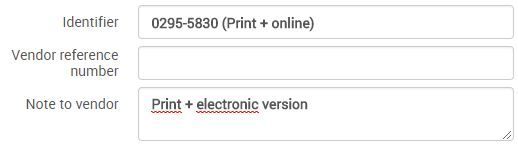 Identifier 0295-5830 (Print + online)
Vendor reference
number
Note to vendor Print + electronic version